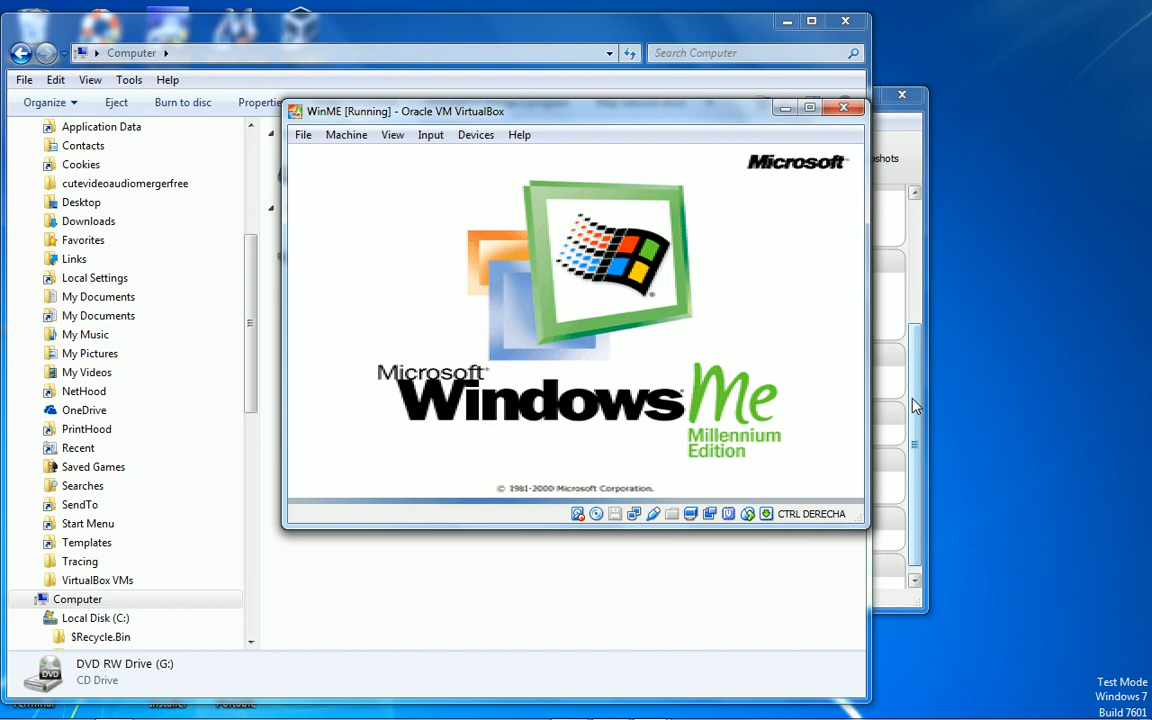 Computer
Search Computer
File Edit View Tools Help
Organize Eject Burn to disc Properti
Application Data
Contacts
Cookies
cutevideoaudiomergerfree
Desktop
Downloads
Favorites
Links
Local Settings
My Documents
My Documents
My Music
My Pictures
My Videos
NetHood
OneDrive
PrintHood
Recent
Saved Games
Searches
SendTo
Start Menu
Templates
Tracing
VirtualBox VMs
Computer
Local Disk (C:)
$Recycle.Bin
DVD RW Drive (G:)
CD Drive
WinME [Running] - Oracle VM VirtualBox
File Machine View Input Devices Help
Microsoft
Microsoft
Windows Me
Millennium
Edition
© 1981-2000 Microsoft Corporation.
CTRL DERECHA
pshots
Test Mode
Windows 7
Build 7601